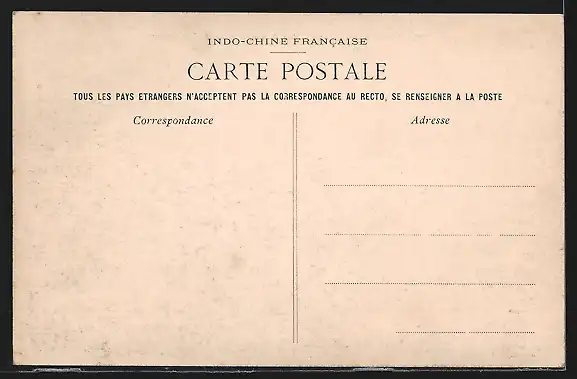 INDO-CHINE FRANÇAISE
CARTE POSTALE
TOUS LES PAYS ETRANGERS N'ACCEPTENT PAS LA CORRESPONDANCE AU RECTO, SE RENSEIGNER A LA POSTE
Correspondance
Adresse